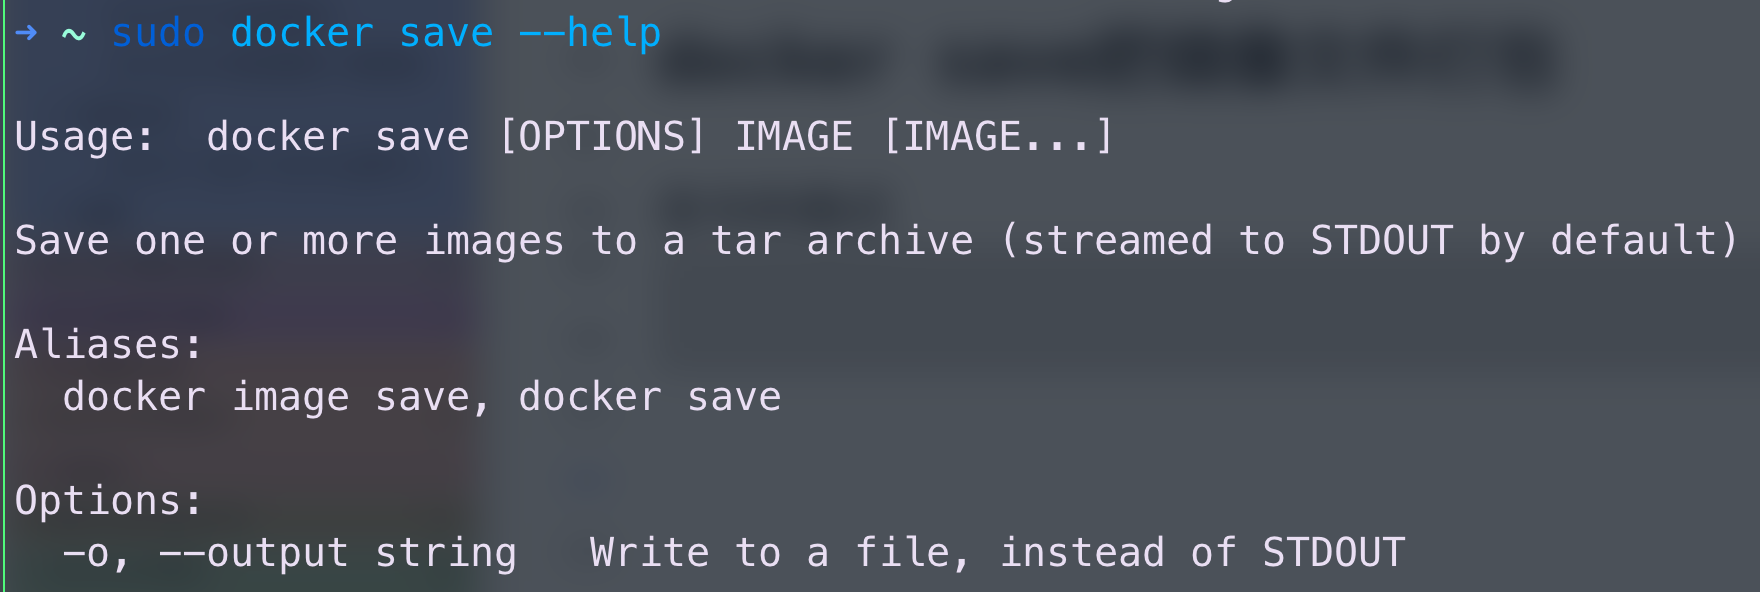 ➜ ~ sudo docker save --help
Usage:  docker save [OPTIONS] IMAGE [IMAGE...]
Save one or more images to a tar archive (streamed to STDOUT by default)
Aliases:
  docker image save, docker save
Options:
  -o, --output string   Write to a file, instead of STDOUT